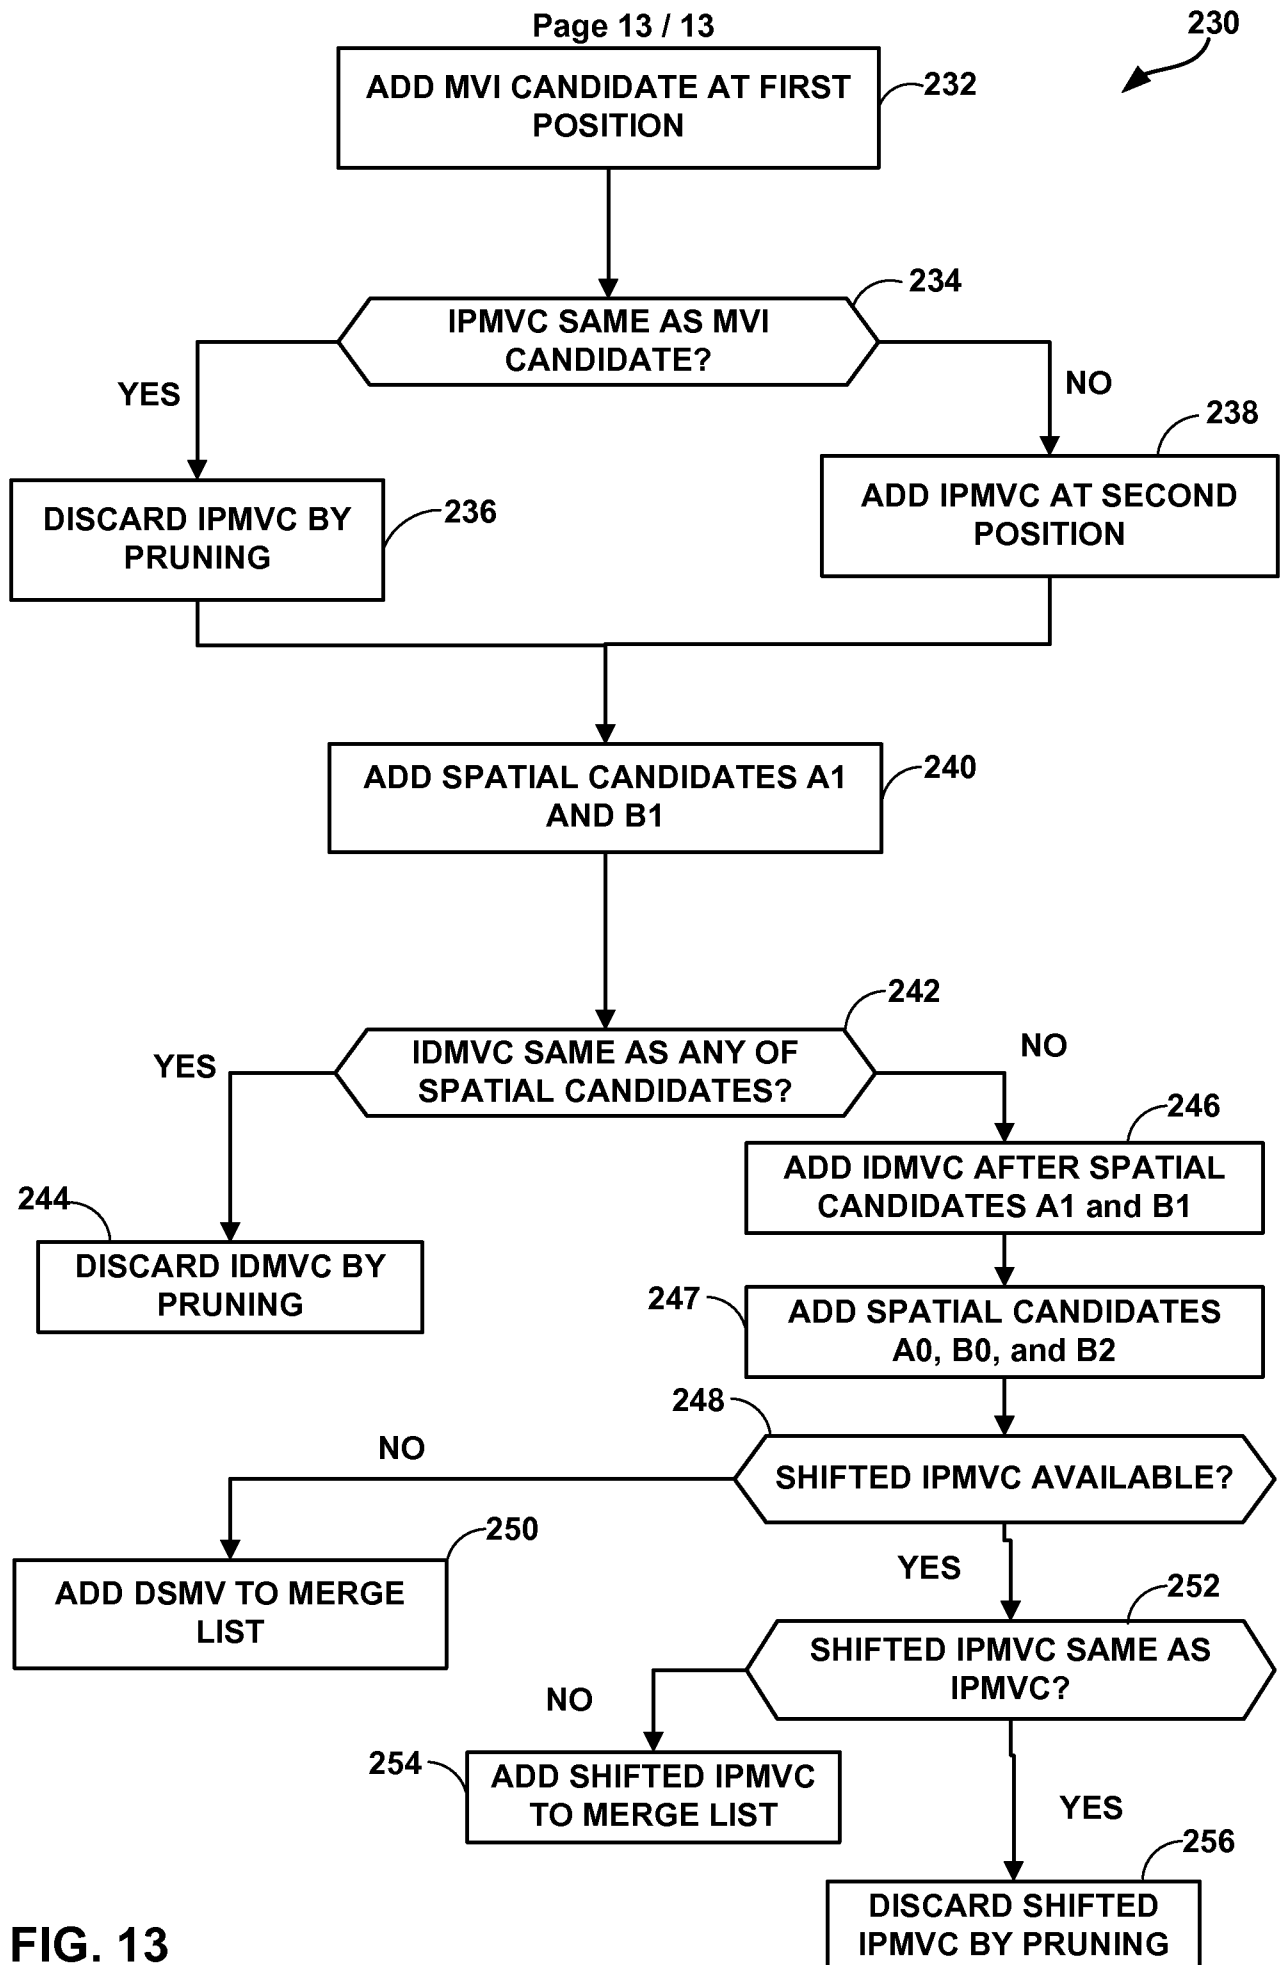 Page 13 / 13
230
ADD MVI CANDIDATE AT FIRST
POSITION
232
234
IPMVC SAME AS MVI
CANDIDATE?
YES
NO
238
DISCARD IPMVC BY
PRUNING
236
ADD IPMVC AT SECOND
POSITION
ADD SPATIAL CANDIDATES A1
AND B1
240
242
IDMVC SAME AS ANY OF
SPATIAL CANDIDATES?
YES
NO
246
ADD IDMVC AFTER SPATIAL
CANDIDATES A1 and B1
244
DISCARD IDMVC BY
PRUNING
247
ADD SPATIAL CANDIDATES
A0, B0, and B2
248
NO
SHIFTED IPMVC AVAILABLE?
250
ADD DSMV TO MERGE
LIST
YES
252
SHIFTED IPMVC SAME AS
IPMVC?
NO
254
ADD SHIFTED IPMVC
TO MERGE LIST
YES
256
DISCARD SHIFTED
IPMVC BY PRUNING
FIG. 13